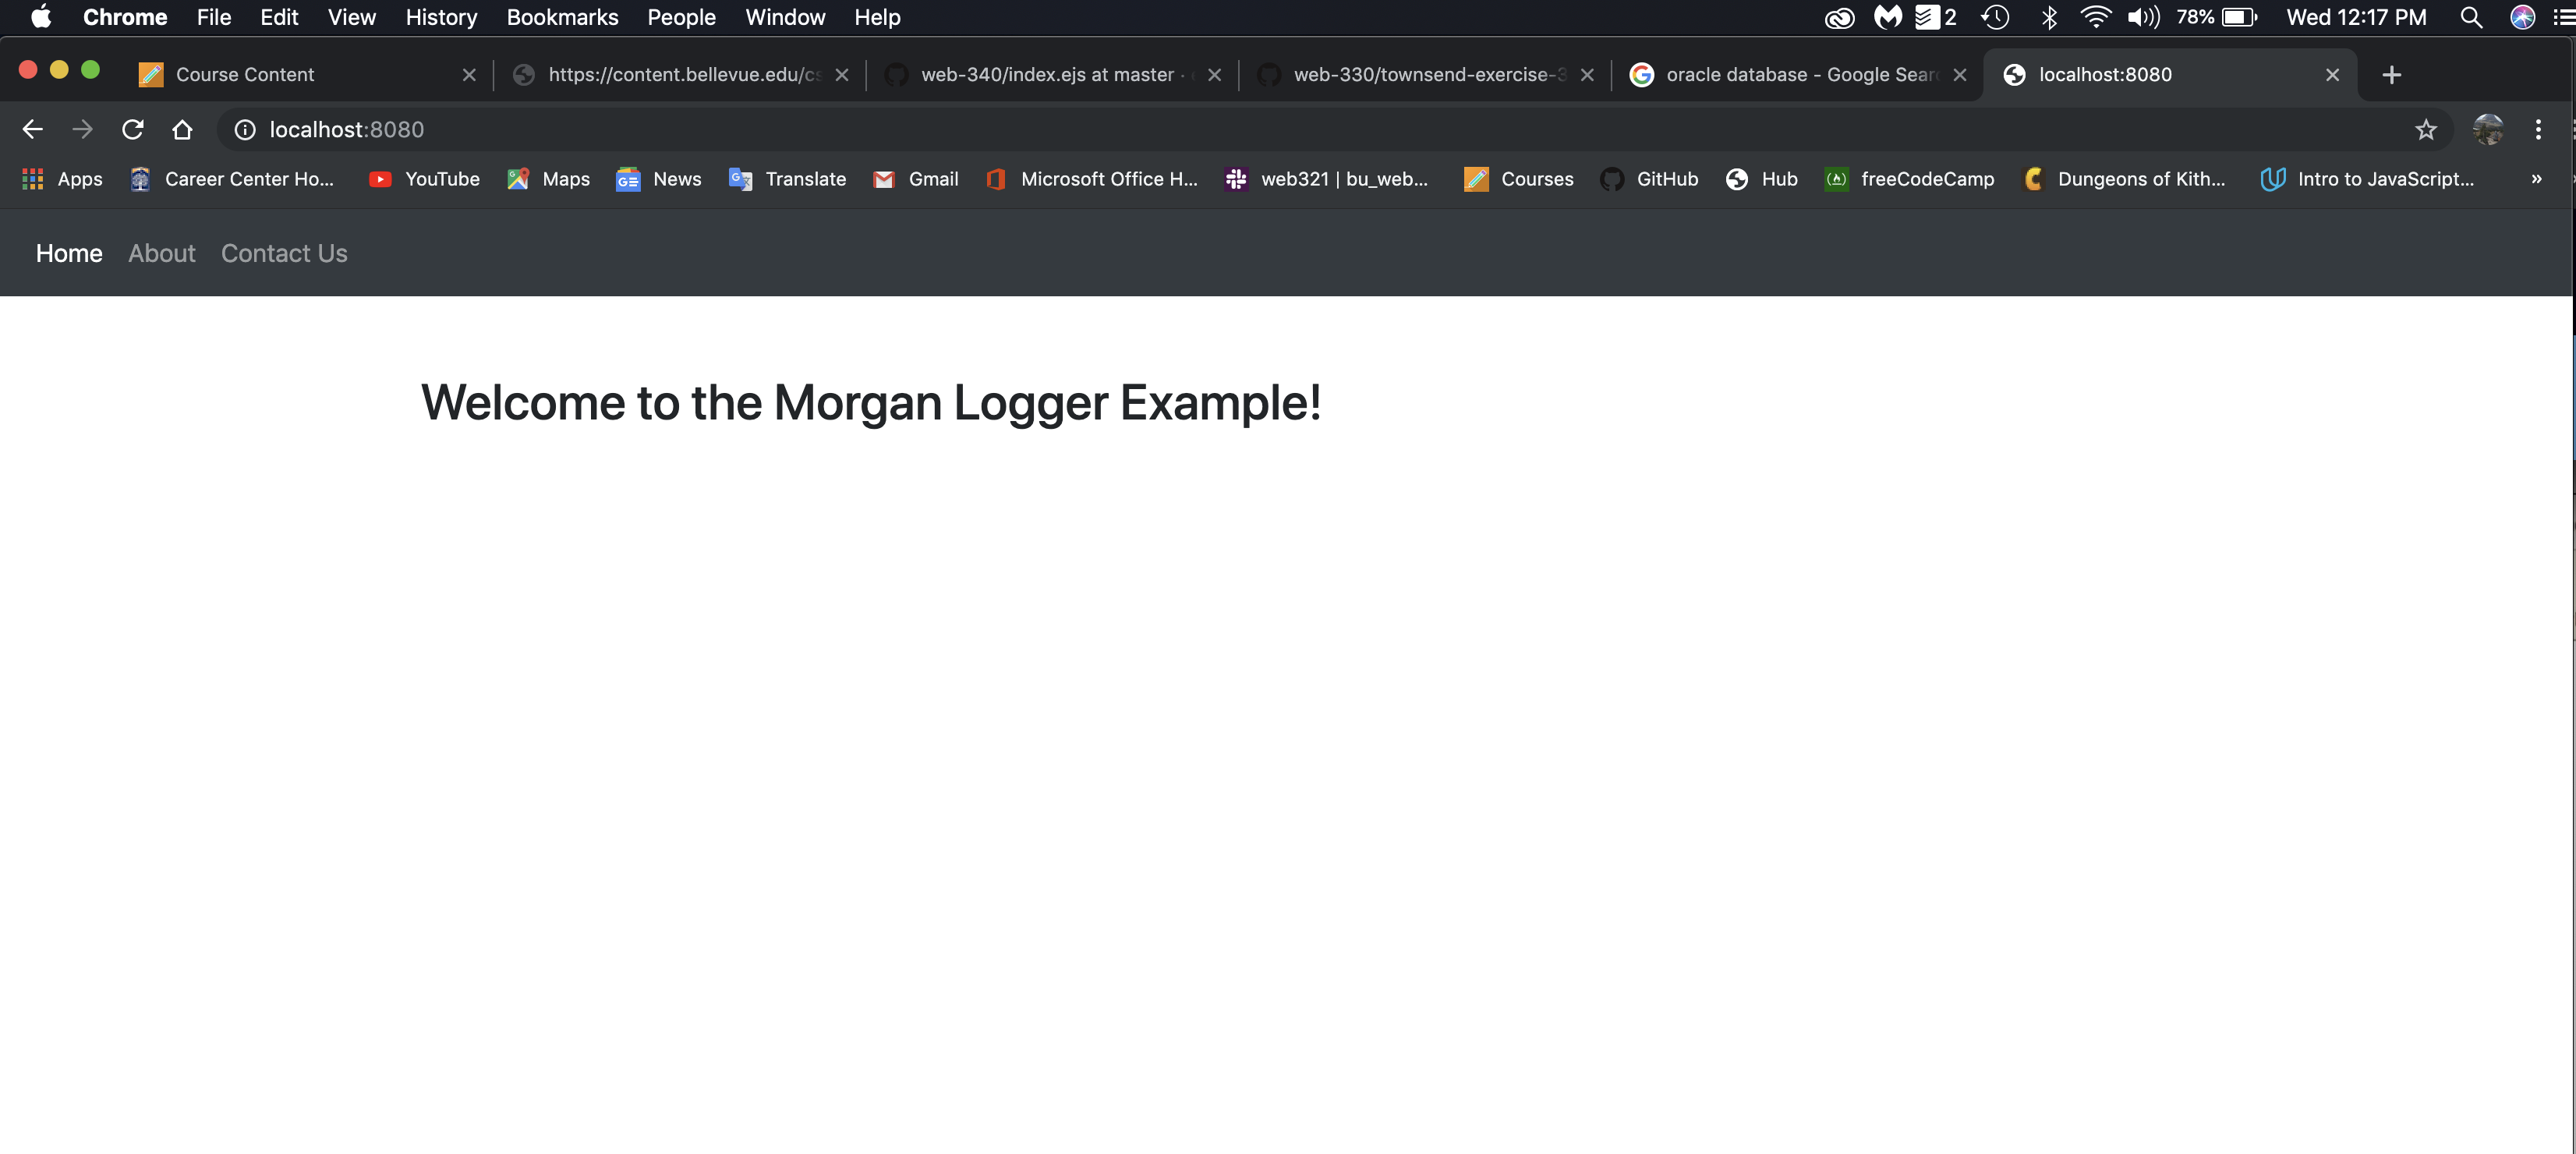 Chrome File Edit View History Bookmarks People Window Help 2 78% Wed 12:17 PM
Course Content https://content.bellevue.edu/cs web-340/index.ejs at master · web-330/townsend-exercise-3 oracle database - Google Sear localhost:8080
localhost:8080
Apps Career Center Ho... YouTube Maps News Translate Gmail Microsoft Office H... web321 | bu_web... Courses GitHub Hub freeCodeCamp Dungeons of Kith... Intro to JavaScript... »
Home About Contact Us
Welcome to the Morgan Logger Example!